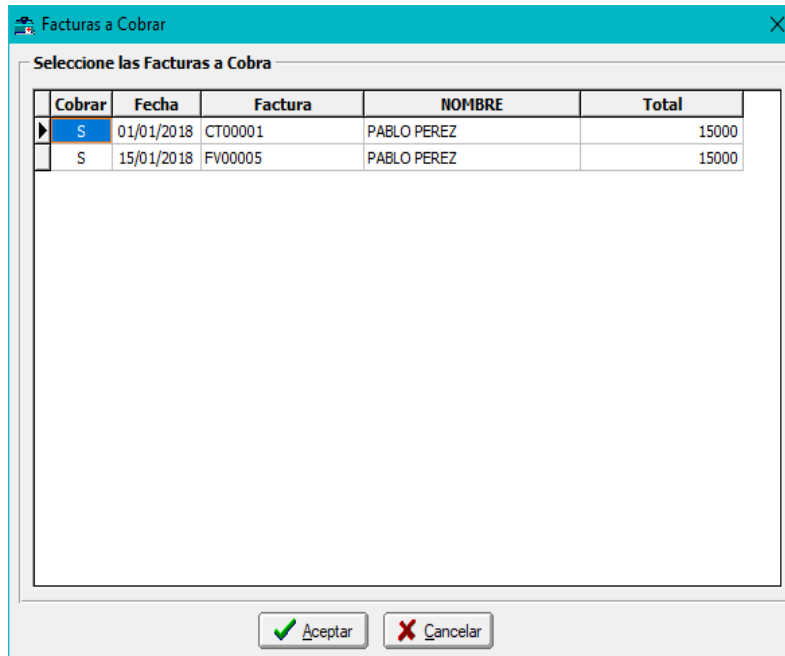 Facturas a Cobrar
Seleccione las Facturas a Cobra
Cobrar Fecha Factura NOMBRE Total
S 01/01/2018 CT00001 PABLO PEREZ 15000
S 15/01/2018 FV00005 PABLO PEREZ 15000
Aceptar Cancelar